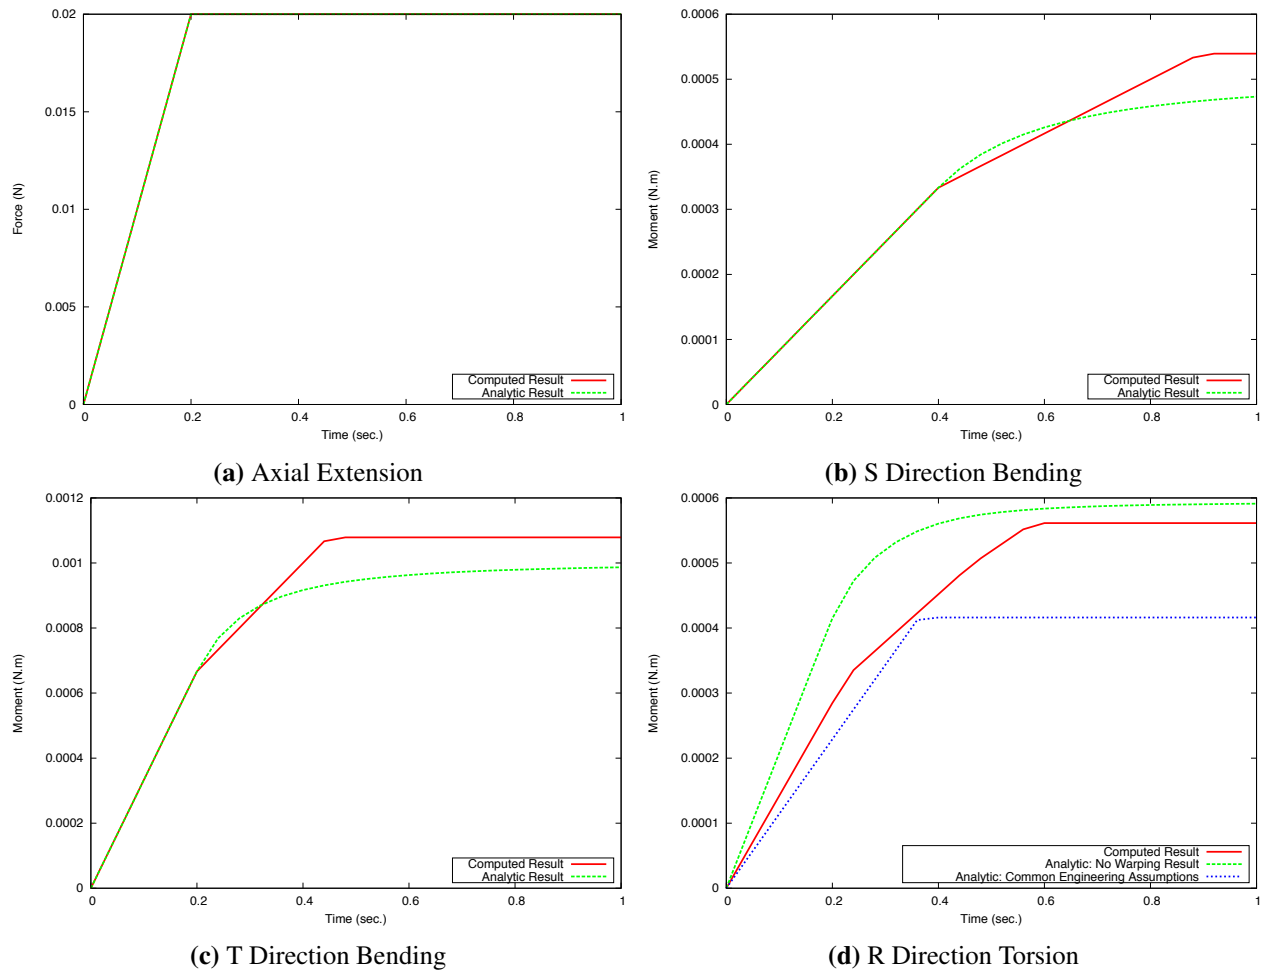 0.02
0.015
0.01
0.005
0
Force (N)
0 0.2 0.4 0.6 0.8 1
Time (sec.)
Computed Result
Analytic Result
(a) Axial Extension
0.0006
0.0005
0.0004
0.0003
0.0002
0.0001
0
Moment (N.m)
0 0.2 0.4 0.6 0.8 1
Time (sec.)
Computed Result
Analytic Result
(b) S Direction Bending
0.0012
0.001
0.0008
0.0006
0.0004
0.0002
0
Moment (N.m)
0 0.2 0.4 0.6 0.8 1
Time (sec.)
Computed Result
Analytic Result
(c) T Direction Bending
0.0006
0.0005
0.0004
0.0003
0.0002
0.0001
0
Moment (N.m)
0 0.2 0.4 0.6 0.8 1
Time (sec.)
Computed Result
Analytic: No Warping Result
Analytic: Common Engineering Assumptions
(d) R Direction Torsion